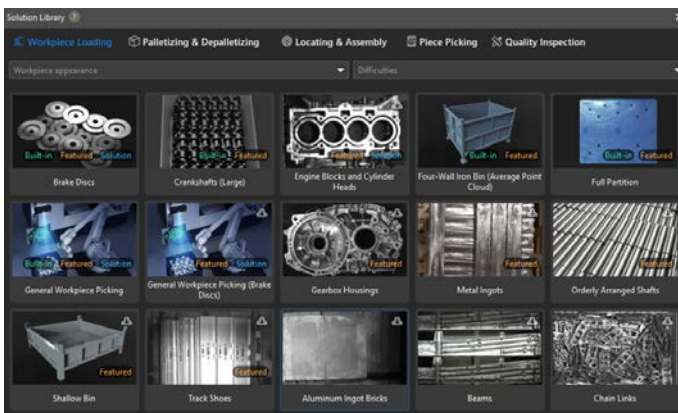 Solution Library ?
Workpiece Loading Palletizing & Depalletizing Locating & Assembly Piece Picking Quality Inspection
Workpiece appearance Difficulties
Built-in Featured Solution Built-in Featured Featured Solution Built-in Featured Built-in Featured
Brake Discs Crankshafts (Large) Engine Blocks and Cylinder Heads Four-Wall Iron Bin (Average Point Cloud) Full Partition
Built-in Featured Solution Featured Solution Featured Featured Featured
General Workpiece Picking General Workpiece Picking (Brake Discs) Gearbox Housings Metal Ingots Orderly Arranged Shafts
Featured Featured
Shallow Bin Track Shoes Aluminum Ingot Bricks Beams Chain Links